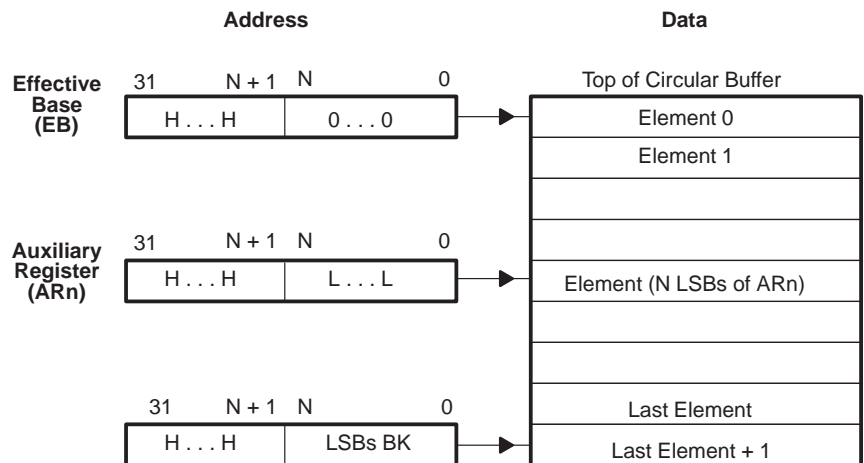 Address Data
Effective Base (EB)
31 N + 1 N 0
H . . . H 0 . . . 0
Top of Circular Buffer
Element 0
Element 1
Auxiliary Register (ARn)
31 N + 1 N 0
H . . . H L . . . L
Element (N LSBs of ARn)
31 N + 1 N 0
H . . . H LSBs BK
Last Element
Last Element + 1